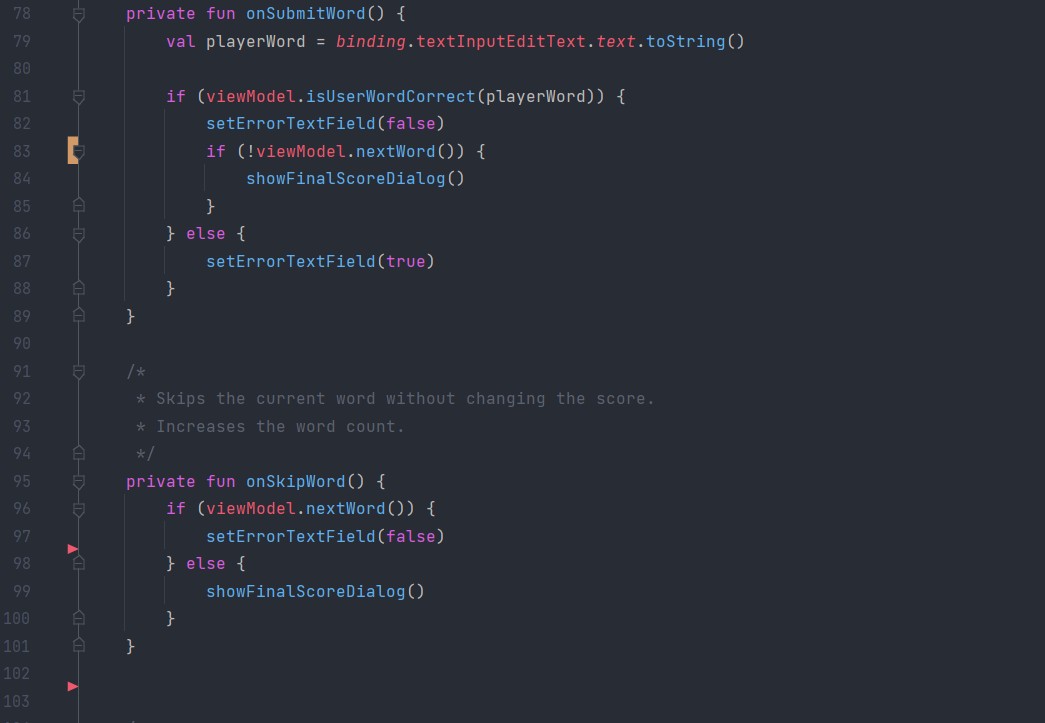 78 private fun onSubmitWord() {
79 val playerWord = binding.textInputEditText.text.toString()
80
81 if (viewModel.isUserWordCorrect(playerWord)) {
82 setErrorTextField(false)
83 if (!viewModel.nextWord()) {
84 showFinalScoreDialog()
85 }
86 } else {
87 setErrorTextField(true)
88 }
89 }
90
91 /*
92 * Skips the current word without changing the score.
93 * Increases the word count.
94 */
95 private fun onSkipWord() {
96 if (viewModel.nextWord()) {
97 setErrorTextField(false)
98 } else {
99 showFinalScoreDialog()
100 }
101 }
102
103